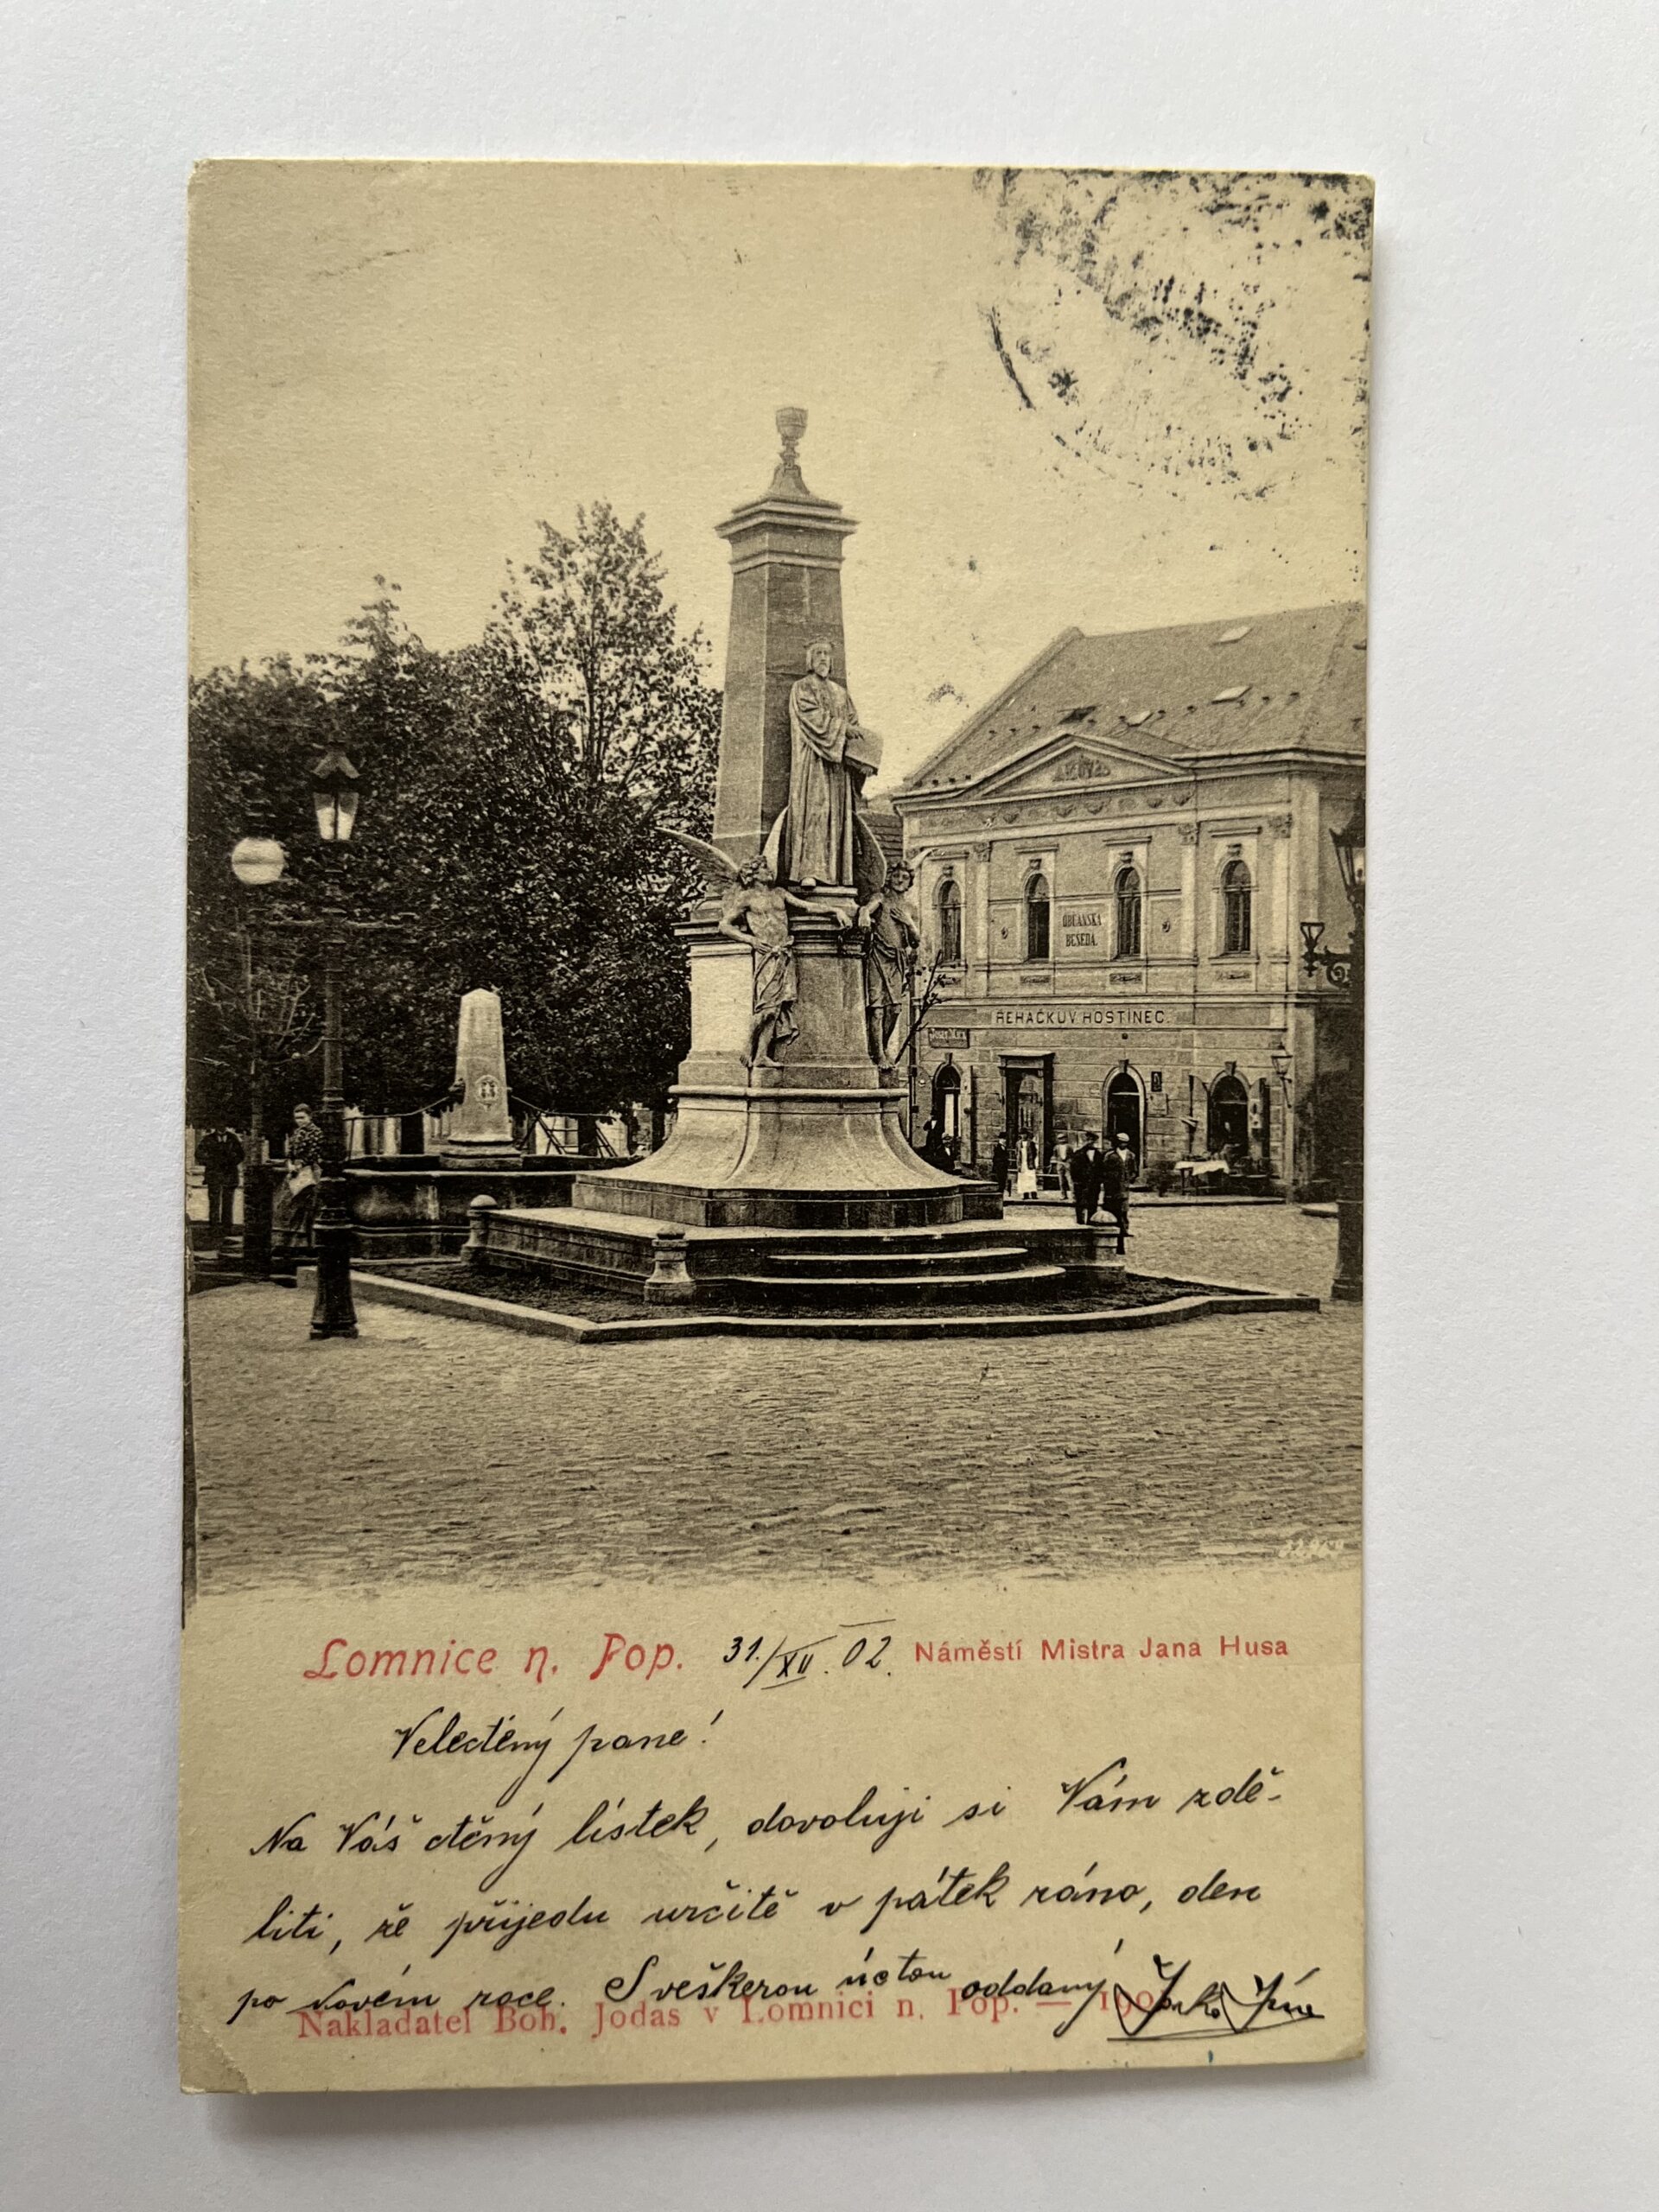 OBČANSKÁ
BESEDA.
ŘEHÁČKŮV HOSTINEC.
Lomnice n. Pop. 31./XII. 02. Náměstí Mistra Jana Husa
Velectěný pane!
Na Váš ctěný lístek, dovoluji si Vám zdě-
liti, že přijedu určitě v pátek ráno, den
po novém roce. S veškerou úctou oddaný
Nakladatel Boh. Jodas v Lomnici n. Pop. —